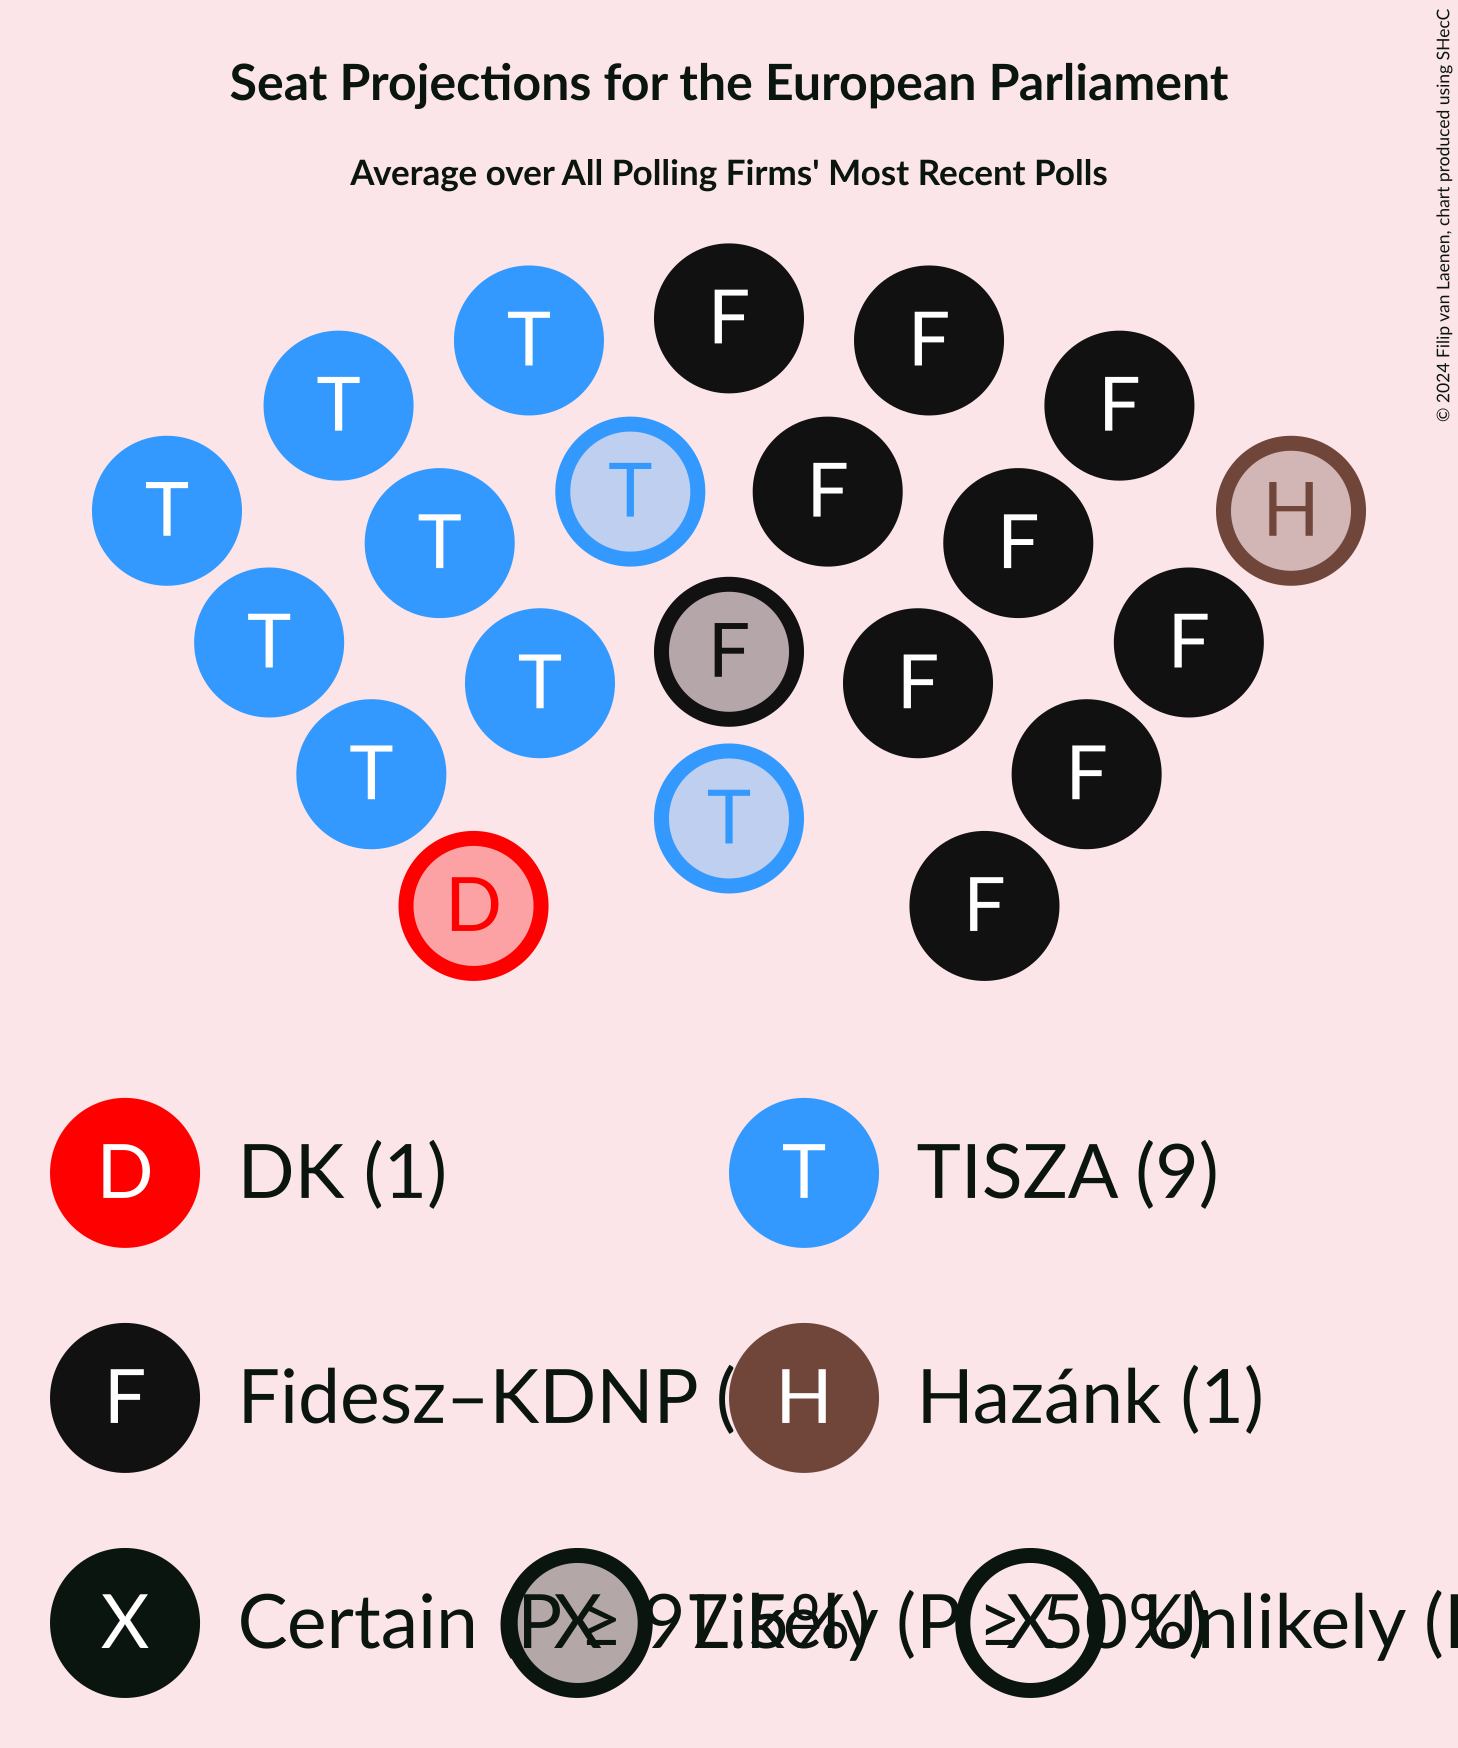 Seat Projections for the European Parliament
Average over All Polling Firms' Most Recent Polls
© 2024 Filip van Laenen, chart produced using SHecC
F
T F
T F
T F
T H
T F
T F
F
T F
T F
T F
T
D F
D DK (1) T TISZA (9)
F Fidesz–KDNP ( H Hazánk (1)
X Certain (P ≥ 97.5%) X Likely (P ≥ 50%) X Unlikely (